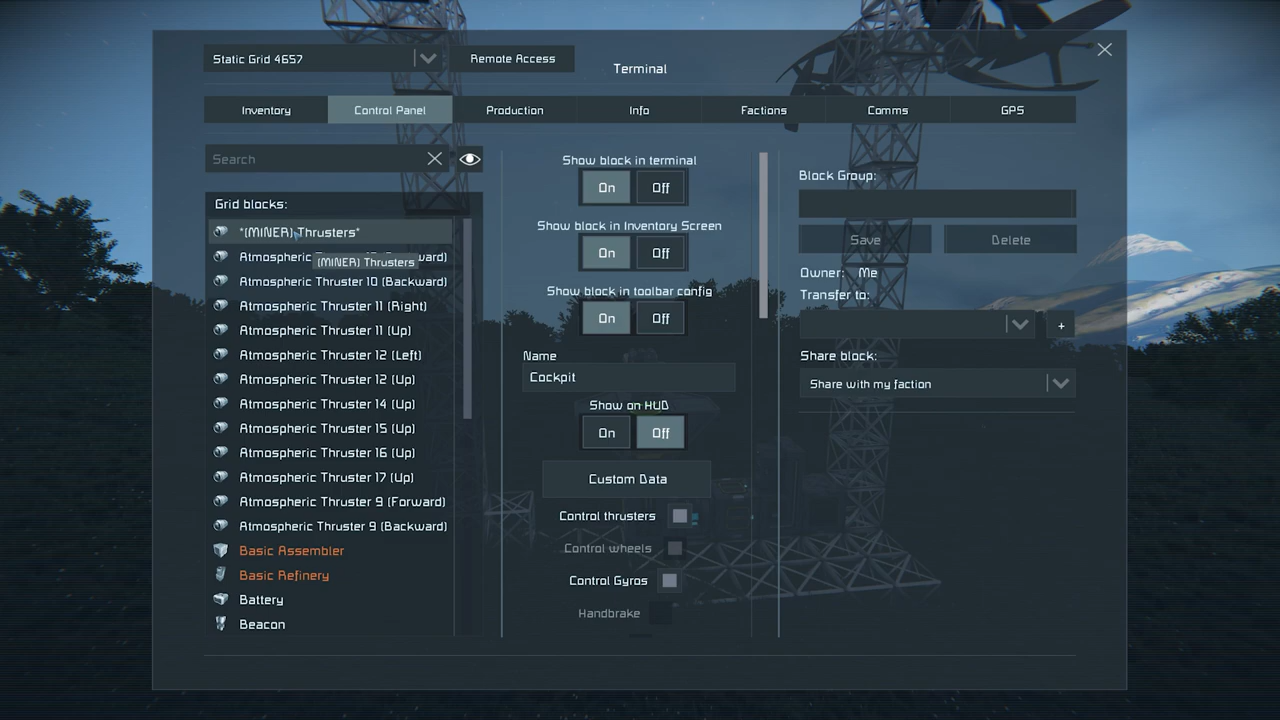 Static Grid 4657
Remote Access
Terminal
Inventory
Control Panel
Production
Info
Factions
Comms
GPS
Search
Grid blocks:
*(MINER) Thrusters*
Atmospheric ward)
(MINER) Thrusters
Atmospheric Thruster 10 (Backward)
Atmospheric Thruster 11 (Right)
Atmospheric Thruster 11 (Up)
Atmospheric Thruster 12 (Left)
Atmospheric Thruster 12 (Up)
Atmospheric Thruster 14 (Up)
Atmospheric Thruster 15 (Up)
Atmospheric Thruster 16 (Up)
Atmospheric Thruster 17 (Up)
Atmospheric Thruster 9 (Forward)
Atmospheric Thruster 9 (Backward)
Basic Assembler
Basic Refinery
Battery
Beacon
Show block in terminal
On Off
Show block in Inventory Screen
On Off
Show block in toolbar config
On Off
Name
Cockpit
Show on HUD
On Off
Custom Data
Control thrusters
Control wheels
Control Gyros
Handbrake
Block Group:
Save Delete
Owner: Me
Transfer to:
+
Share block:
Share with my faction